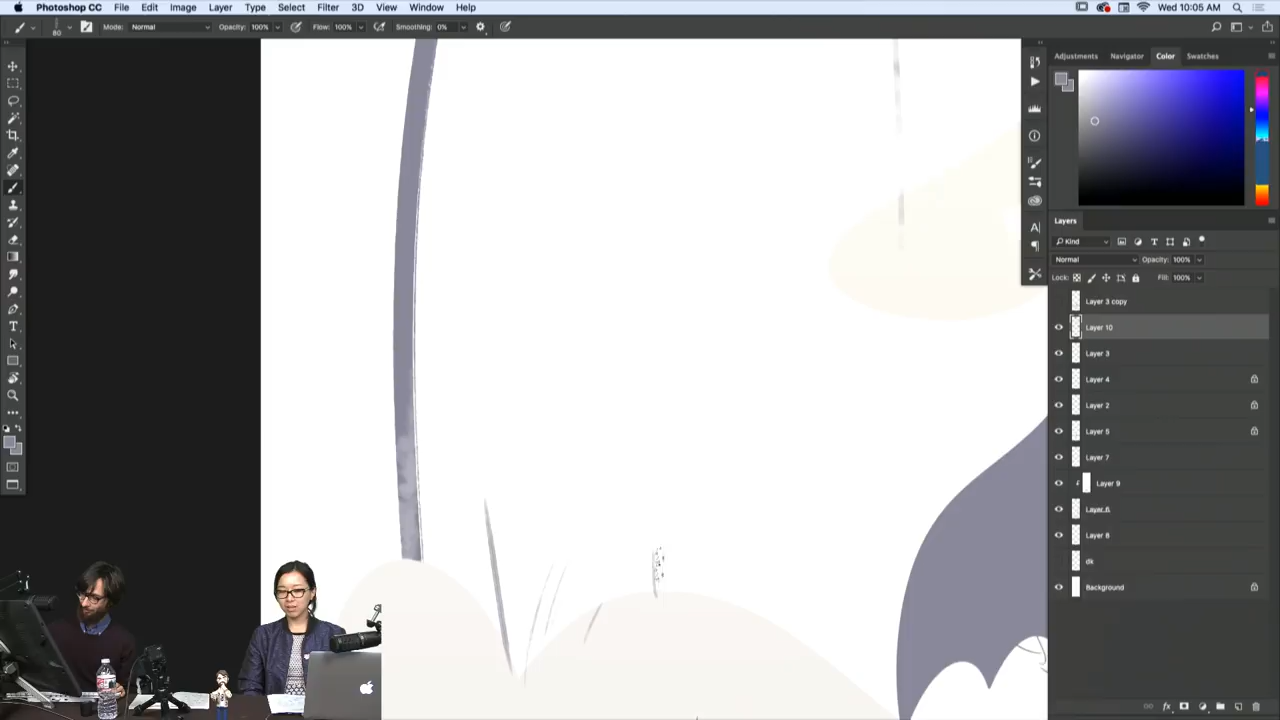 Photoshop CC File Edit Image Layer Type Select Filter 3D View Window Help Wed 10:05 AM
80 Mode: Normal Opacity: 100% Flow: 100% Smoothing: 0%
Adjustments Navigator Color Swatches
Layers
Kind
Normal Opacity: 100%
Lock: Fill: 100%
Layer 3 copy
Layer 10
Layer 3
Layer 4
Layer 2
Layer 5
Layer 7
Layer 9
Layer 6
Layer 8
dk
Background